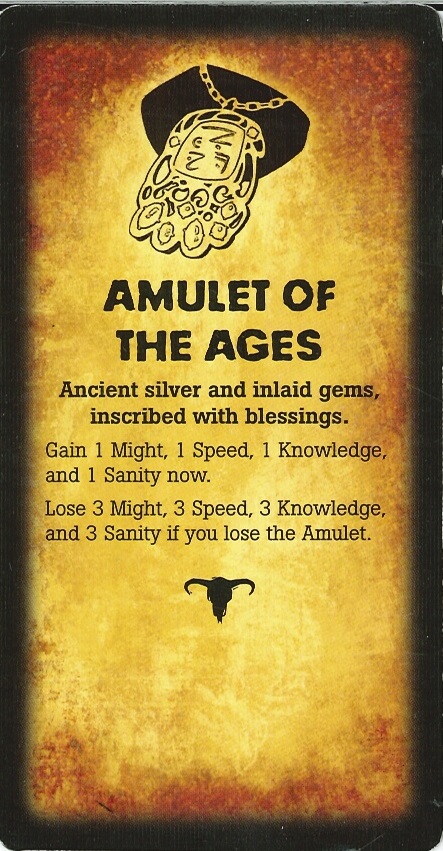 AMULET OF
THE AGES
Ancient silver and inlaid gems,
inscribed with blessings.
Gain 1 Might, 1 Speed, 1 Knowledge,
and 1 Sanity now.
Lose 3 Might, 3 Speed, 3 Knowledge,
and 3 Sanity if you lose the Amulet.